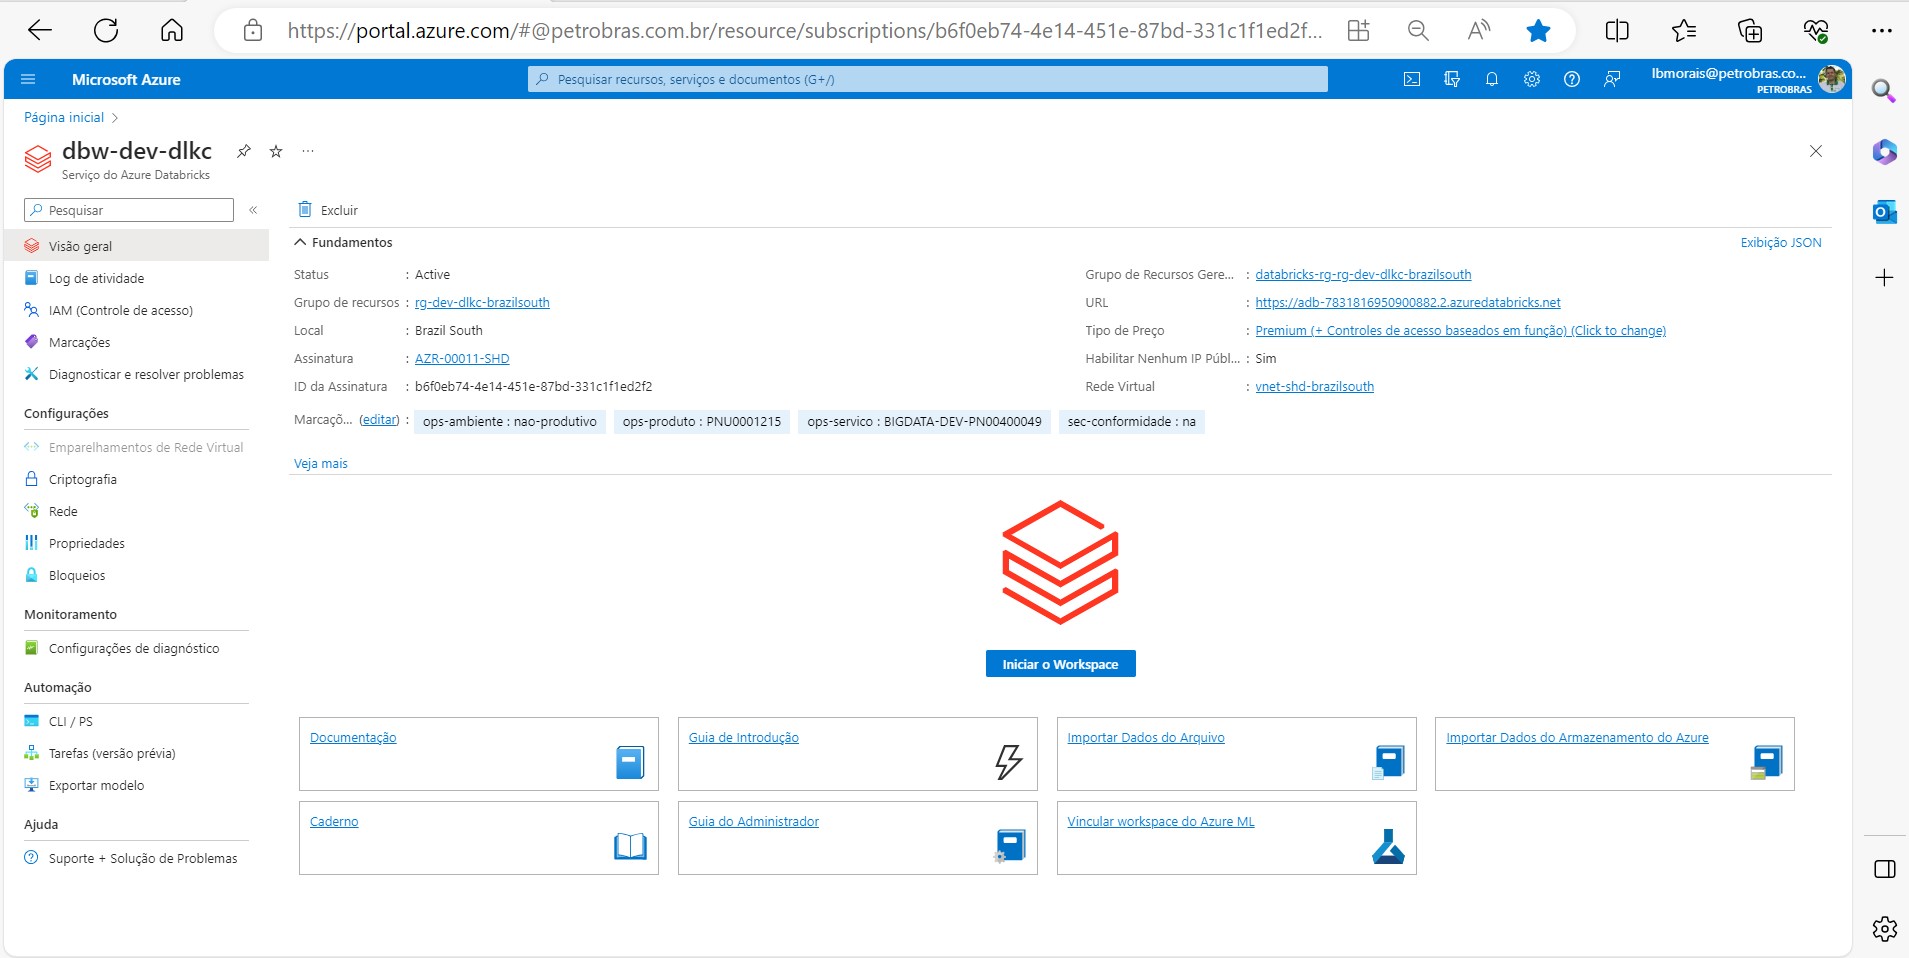 https://portal.azure.com/#@petrobras.com.br/resource/subscriptions/b6f0eb74-4e14-451e-87bd-331c1f1ed2f...
Microsoft Azure
Pesquisar recursos, serviços e documentos (G+/)
lbmorais@petrobras.co...
PETROBRAS
Página inicial
dbw-dev-dlkc
Serviço do Azure Databricks
Pesquisar
Visão geral
Log de atividade
IAM (Controle de acesso)
Marcações
Diagnosticar e resolver problemas
Configurações
Emparelhamentos de Rede Virtual
Criptografia
Rede
Propriedades
Bloqueios
Monitoramento
Configurações de diagnóstico
Automação
CLI / PS
Tarefas (versão prévia)
Exportar modelo
Ajuda
Suporte + Solução de Problemas
Excluir
Fundamentos
Exibição JSON
Status : Active
Grupo de recursos : rg-dev-dlkc-brazilsouth
Local : Brazil South
Assinatura : AZR-00011-SHD
ID da Assinatura : b6f0eb74-4e14-451e-87bd-331c1f1ed2f2
Grupo de Recursos Gere... : databricks-rg-rg-dev-dlkc-brazilsouth
URL : https://adb-7831816950900882.2.azuredatabricks.net
Tipo de Preço : Premium (+ Controles de acesso baseados em função) (Click to change)
Habilitar Nenhum IP Públ... : Sim
Rede Virtual : vnet-shd-brazilsouth
Marcaçõ... (editar) : ops-ambiente : nao-produtivo ops-produto : PNU0001215 ops-servico : BIGDATA-DEV-PN00400049 sec-conformidade : na
Veja mais
Iniciar o Workspace
Documentação
Guia de Introdução
Importar Dados do Arquivo
Importar Dados do Armazenamento do Azure
Caderno
Guia do Administrador
Vincular workspace do Azure ML